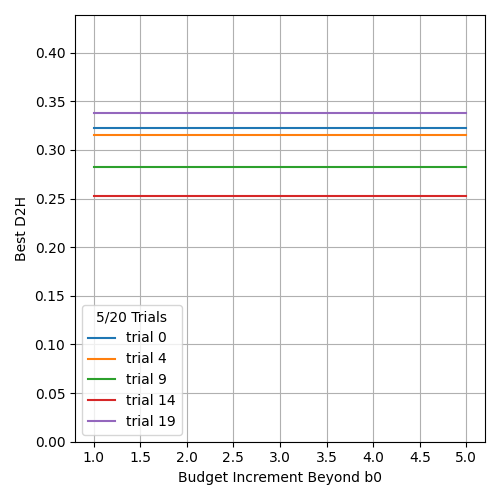 0.40
0.35
0.30
0.25
0.20
0.15
0.10
0.05
0.00
Best D2H
5/20 Trials
trial 0
trial 4
trial 9
trial 14
trial 19
1.0 1.5 2.0 2.5 3.0 3.5 4.0 4.5 5.0
Budget Increment Beyond b0